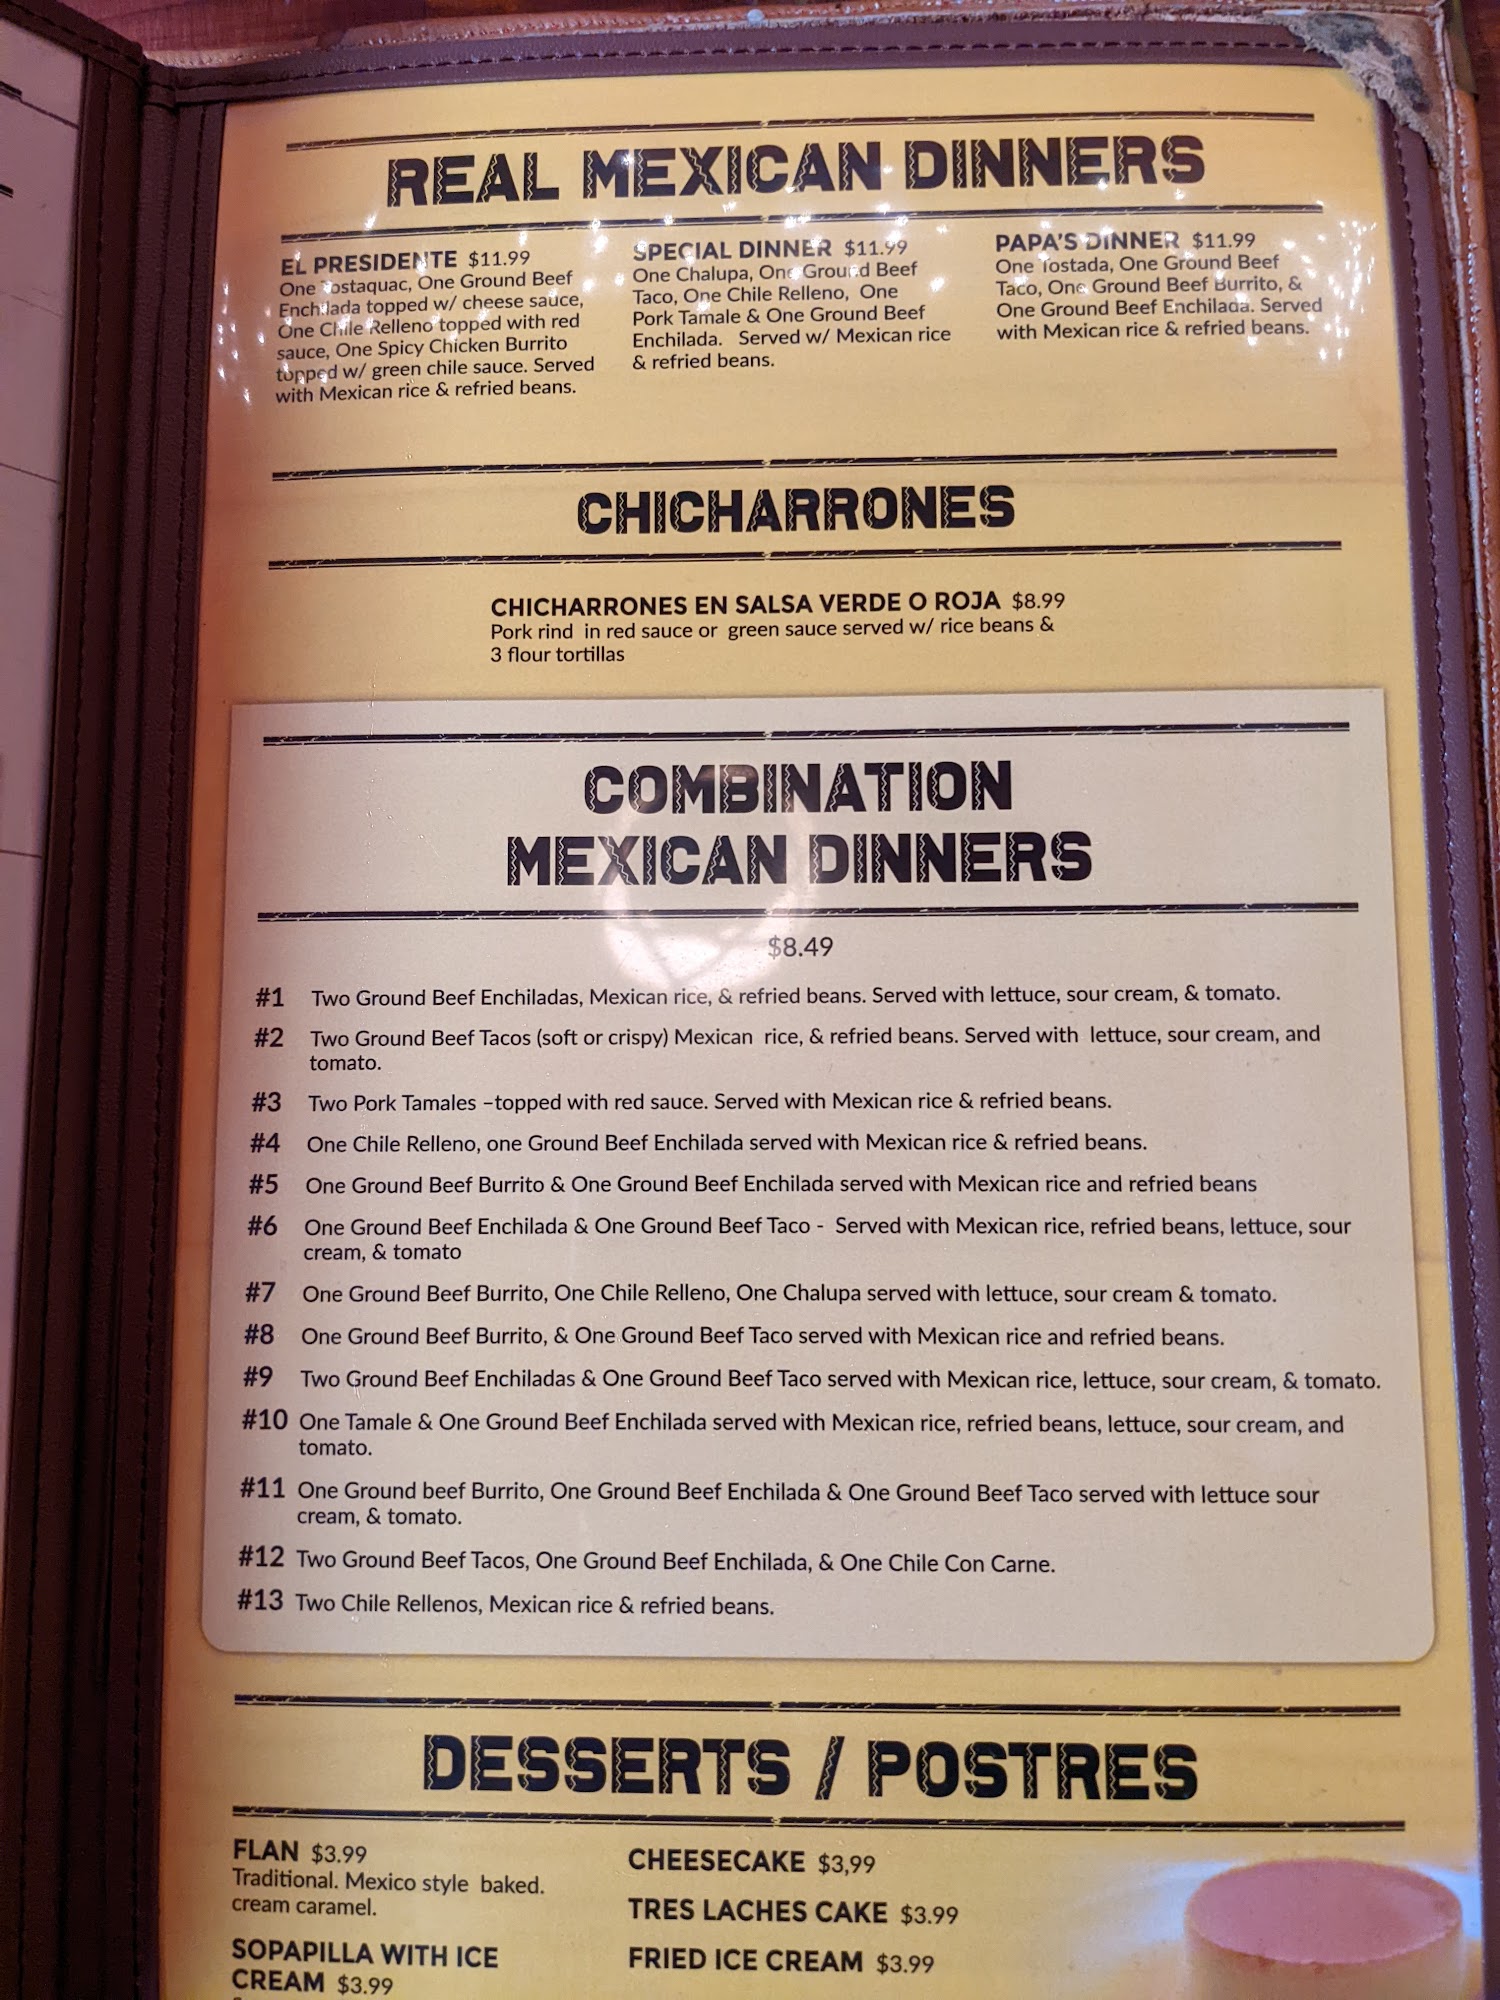 REAL MEXICAN DINNERS
EL PRESIDENTE $11.99
One Tostaquac, One Ground Beef
Enchilada topped w/ cheese sauce,
One Chile Relleno topped with red
sauce, One Spicy Chicken Burrito
topped w/ green chile sauce. Served
with Mexican rice & refried beans.
SPECIAL DINNER $11.99
One Chalupa, One Ground Beef
Taco, One Chile Relleno, One
Pork Tamale & One Ground Beef
Enchilada. Served w/ Mexican rice
& refried beans.
PAPA'S DINNER $11.99
One Tostada, One Ground Beef
Taco, One Ground Beef Burrito, &
One Ground Beef Enchilada. Served
with Mexican rice & refried beans.
CHICHARRONES
CHICHARRONES EN SALSA VERDE O ROJA $8.99
Pork rind in red sauce or green sauce served w/ rice beans &
3 flour tortillas
COMBINATION
MEXICAN DINNERS
$8.49
#1 Two Ground Beef Enchiladas, Mexican rice, & refried beans. Served with lettuce, sour cream, & tomato.
#2 Two Ground Beef Tacos (soft or crispy) Mexican rice, & refried beans. Served with lettuce, sour cream, and
tomato.
#3 Two Pork Tamales –topped with red sauce. Served with Mexican rice & refried beans.
#4 One Chile Relleno, one Ground Beef Enchilada served with Mexican rice & refried beans.
#5 One Ground Beef Burrito & One Ground Beef Enchilada served with Mexican rice and refried beans
#6 One Ground Beef Enchilada & One Ground Beef Taco - Served with Mexican rice, refried beans, lettuce, sour
cream, & tomato
#7 One Ground Beef Burrito, One Chile Relleno, One Chalupa served with lettuce, sour cream & tomato.
#8 One Ground Beef Burrito, & One Ground Beef Taco served with Mexican rice and refried beans.
#9 Two Ground Beef Enchiladas & One Ground Beef Taco served with Mexican rice, lettuce, sour cream, & tomato.
#10 One Tamale & One Ground Beef Enchilada served with Mexican rice, refried beans, lettuce, sour cream, and
tomato.
#11 One Ground beef Burrito, One Ground Beef Enchilada & One Ground Beef Taco served with lettuce sour
cream, & tomato.
#12 Two Ground Beef Tacos, One Ground Beef Enchilada, & One Chile Con Carne.
#13 Two Chile Rellenos, Mexican rice & refried beans.
DESSERTS / POSTRES
FLAN $3.99
Traditional. Mexico style baked.
cream caramel.
SOPAPILLA WITH ICE
CREAM $3.99
CHEESECAKE $3,99
TRES LACHES CAKE $3.99
FRIED ICE CREAM $3.99